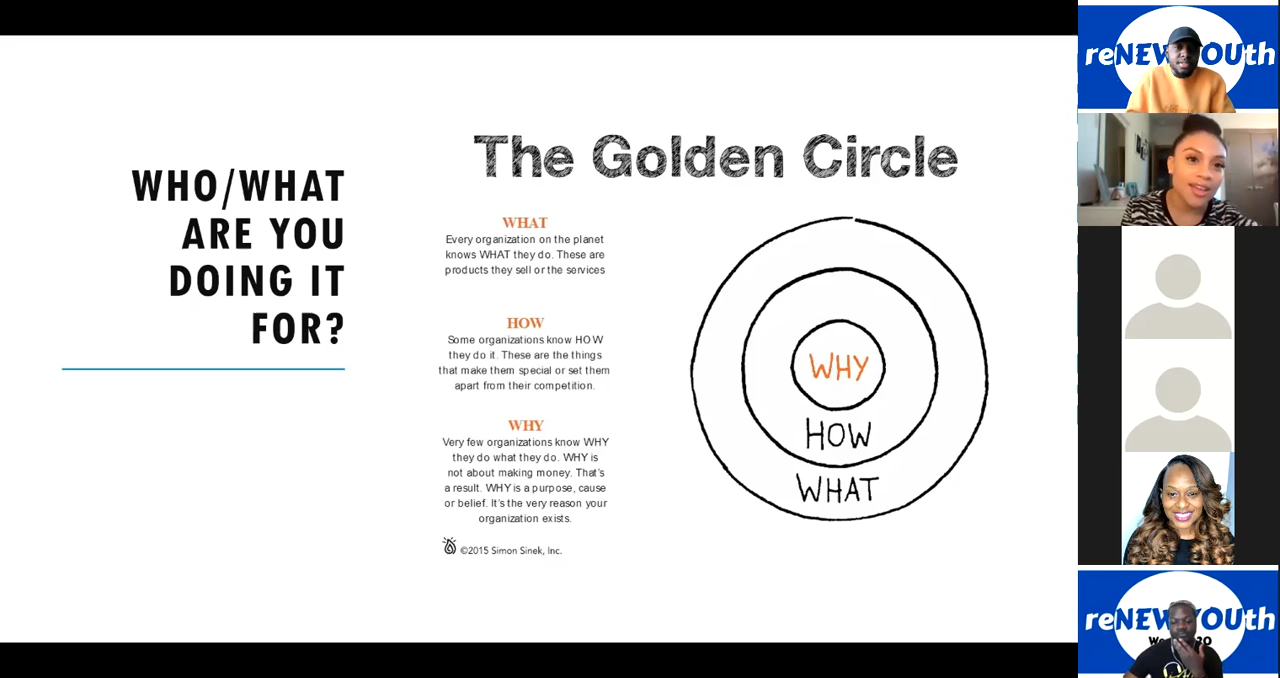 WHO/WHAT
ARE YOU
DOING IT
FOR?
The Golden Circle
WHAT
Every organization on the planet
knows WHAT they do. These are
products they sell or the services
HOW
Some organizations know HOW
they do it. These are the things
that make them special or set them
apart from their competition.
WHY
Very few organizations know WHY
they do what they do. WHY is
not about making money. That's
a result. WHY is a purpose, cause
or belief. It's the very reason your
organization exists.
©2015 Simon Sinek, Inc.
WHY
HOW
WHAT
reNEW YOUth
reNEW YOUth